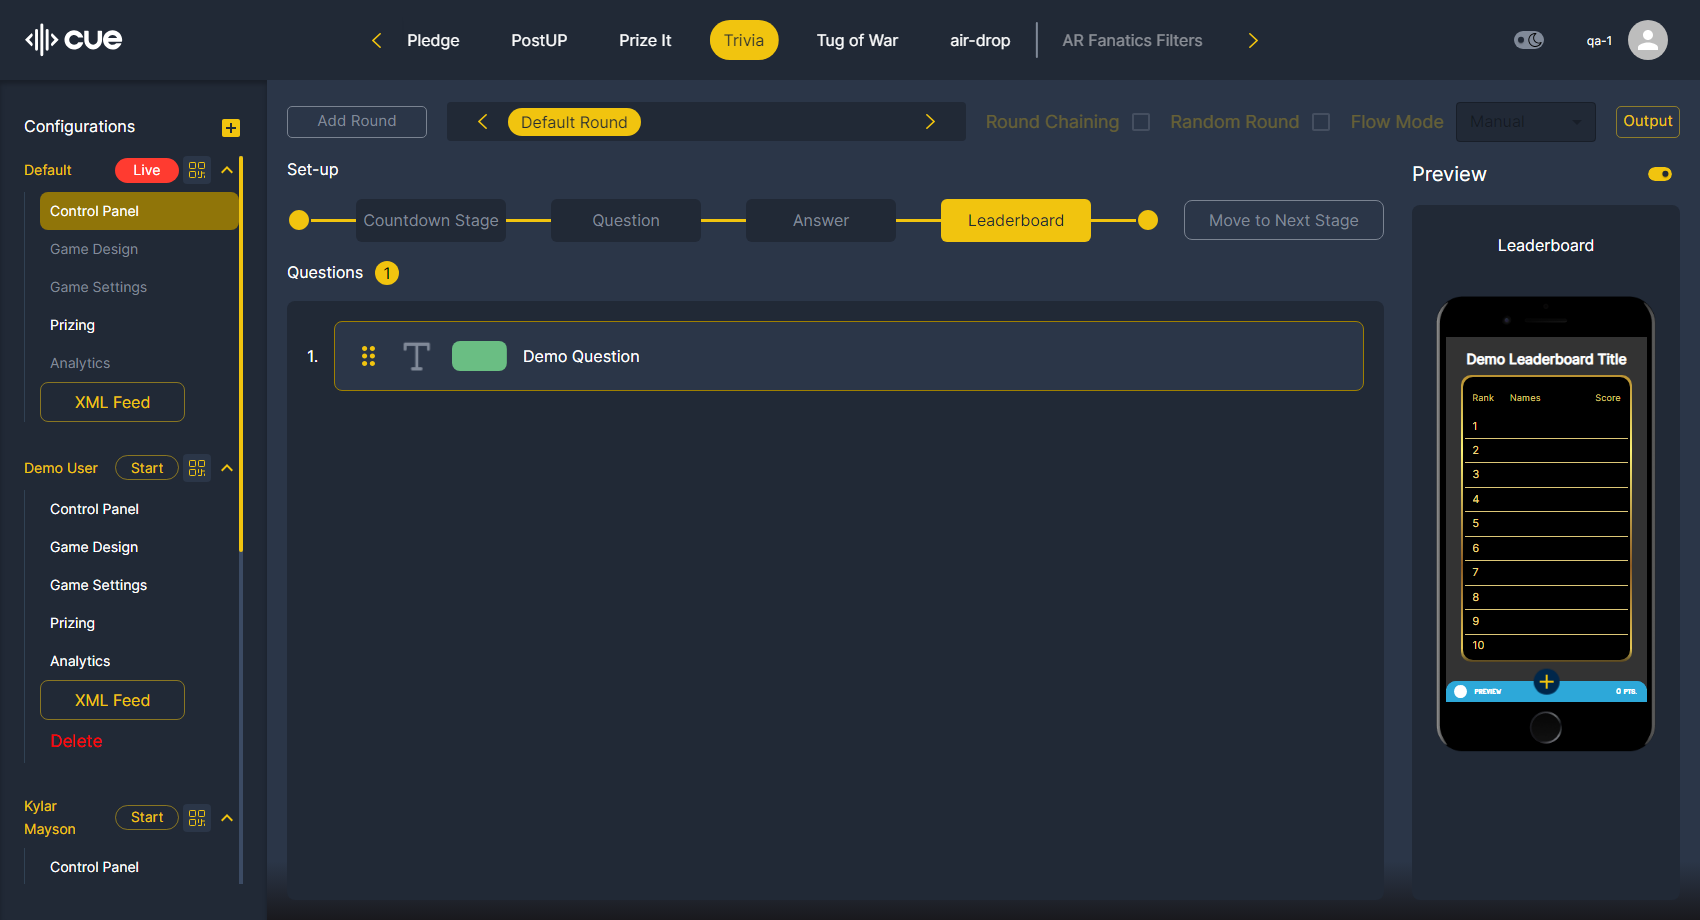 cue
Pledge
PostUP
Prize It
Trivia
Tug of War
air-drop
AR Fanatics Filters
qa-1
Configurations
Default
Live
Control Panel
Game Design
Game Settings
Prizing
Analytics
XML Feed
Demo User
Start
Control Panel
Game Design
Game Settings
Prizing
Analytics
XML Feed
Delete
Kylar
Mayson
Start
Control Panel
Add Round
Default Round
Round Chaining
Random Round
Flow Mode
Manual
Output
Set-up
Countdown Stage
Question
Answer
Leaderboard
Move to Next Stage
Questions
1
1.
Demo Question
Preview
Leaderboard
Demo Leaderboard Title
Rank Names Score
1
2
3
4
5
6
7
8
9
10
PREVIEW
0 PTS.